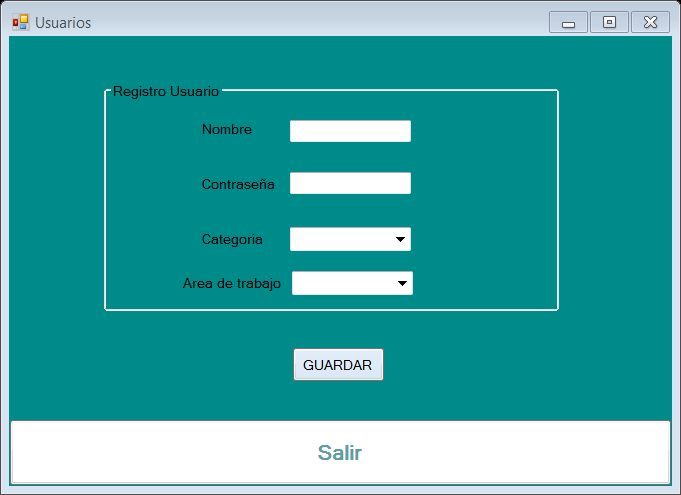 Usuarios
Registro Usuario
Nombre
Contraseña
Categoria
Area de trabajo
GUARDAR
Salir